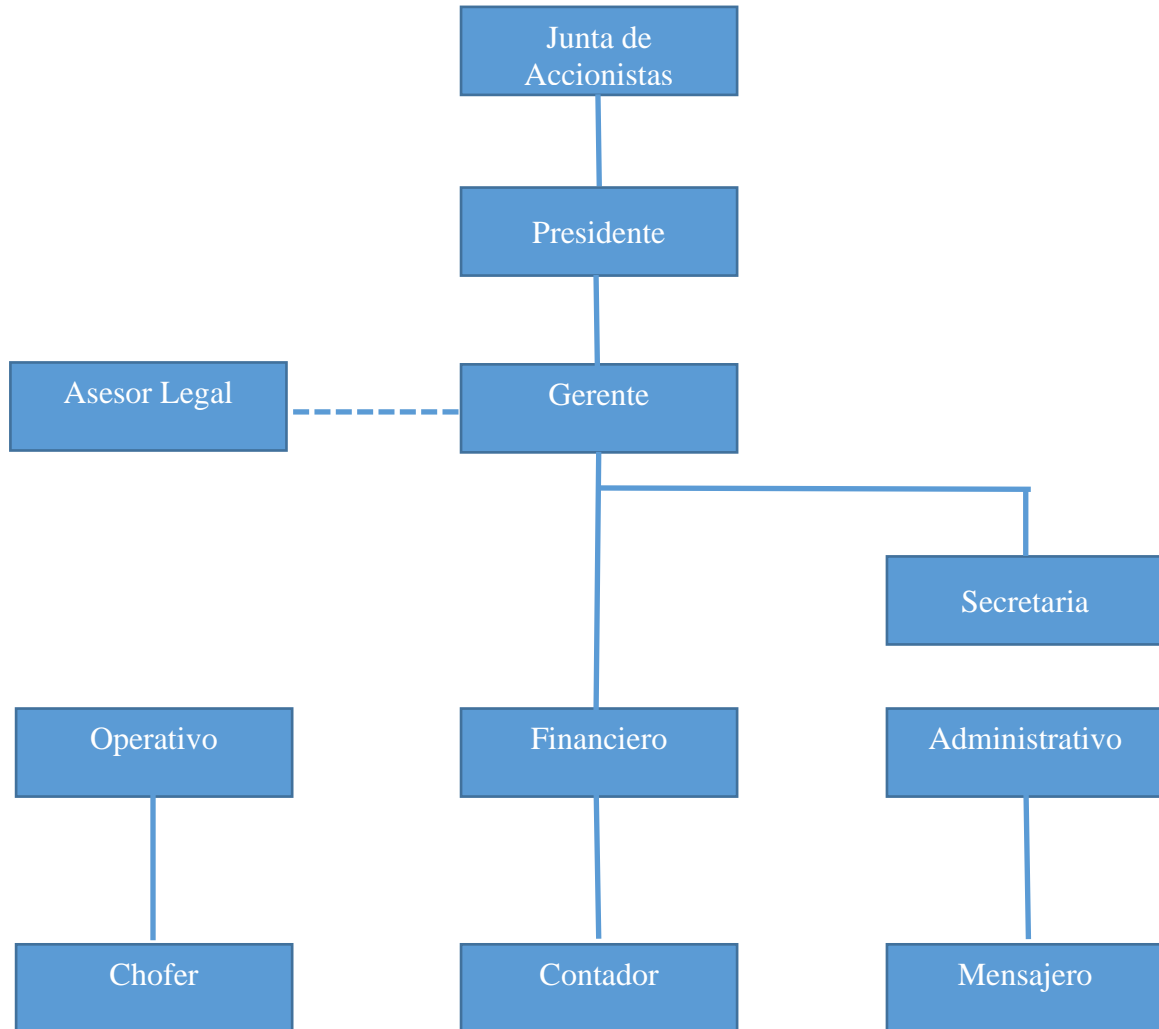 Junta de
Accionistas
Presidente
Asesor Legal
Gerente
Secretaria
Operativo
Financiero
Administrativo
Chofer
Contador
Mensajero